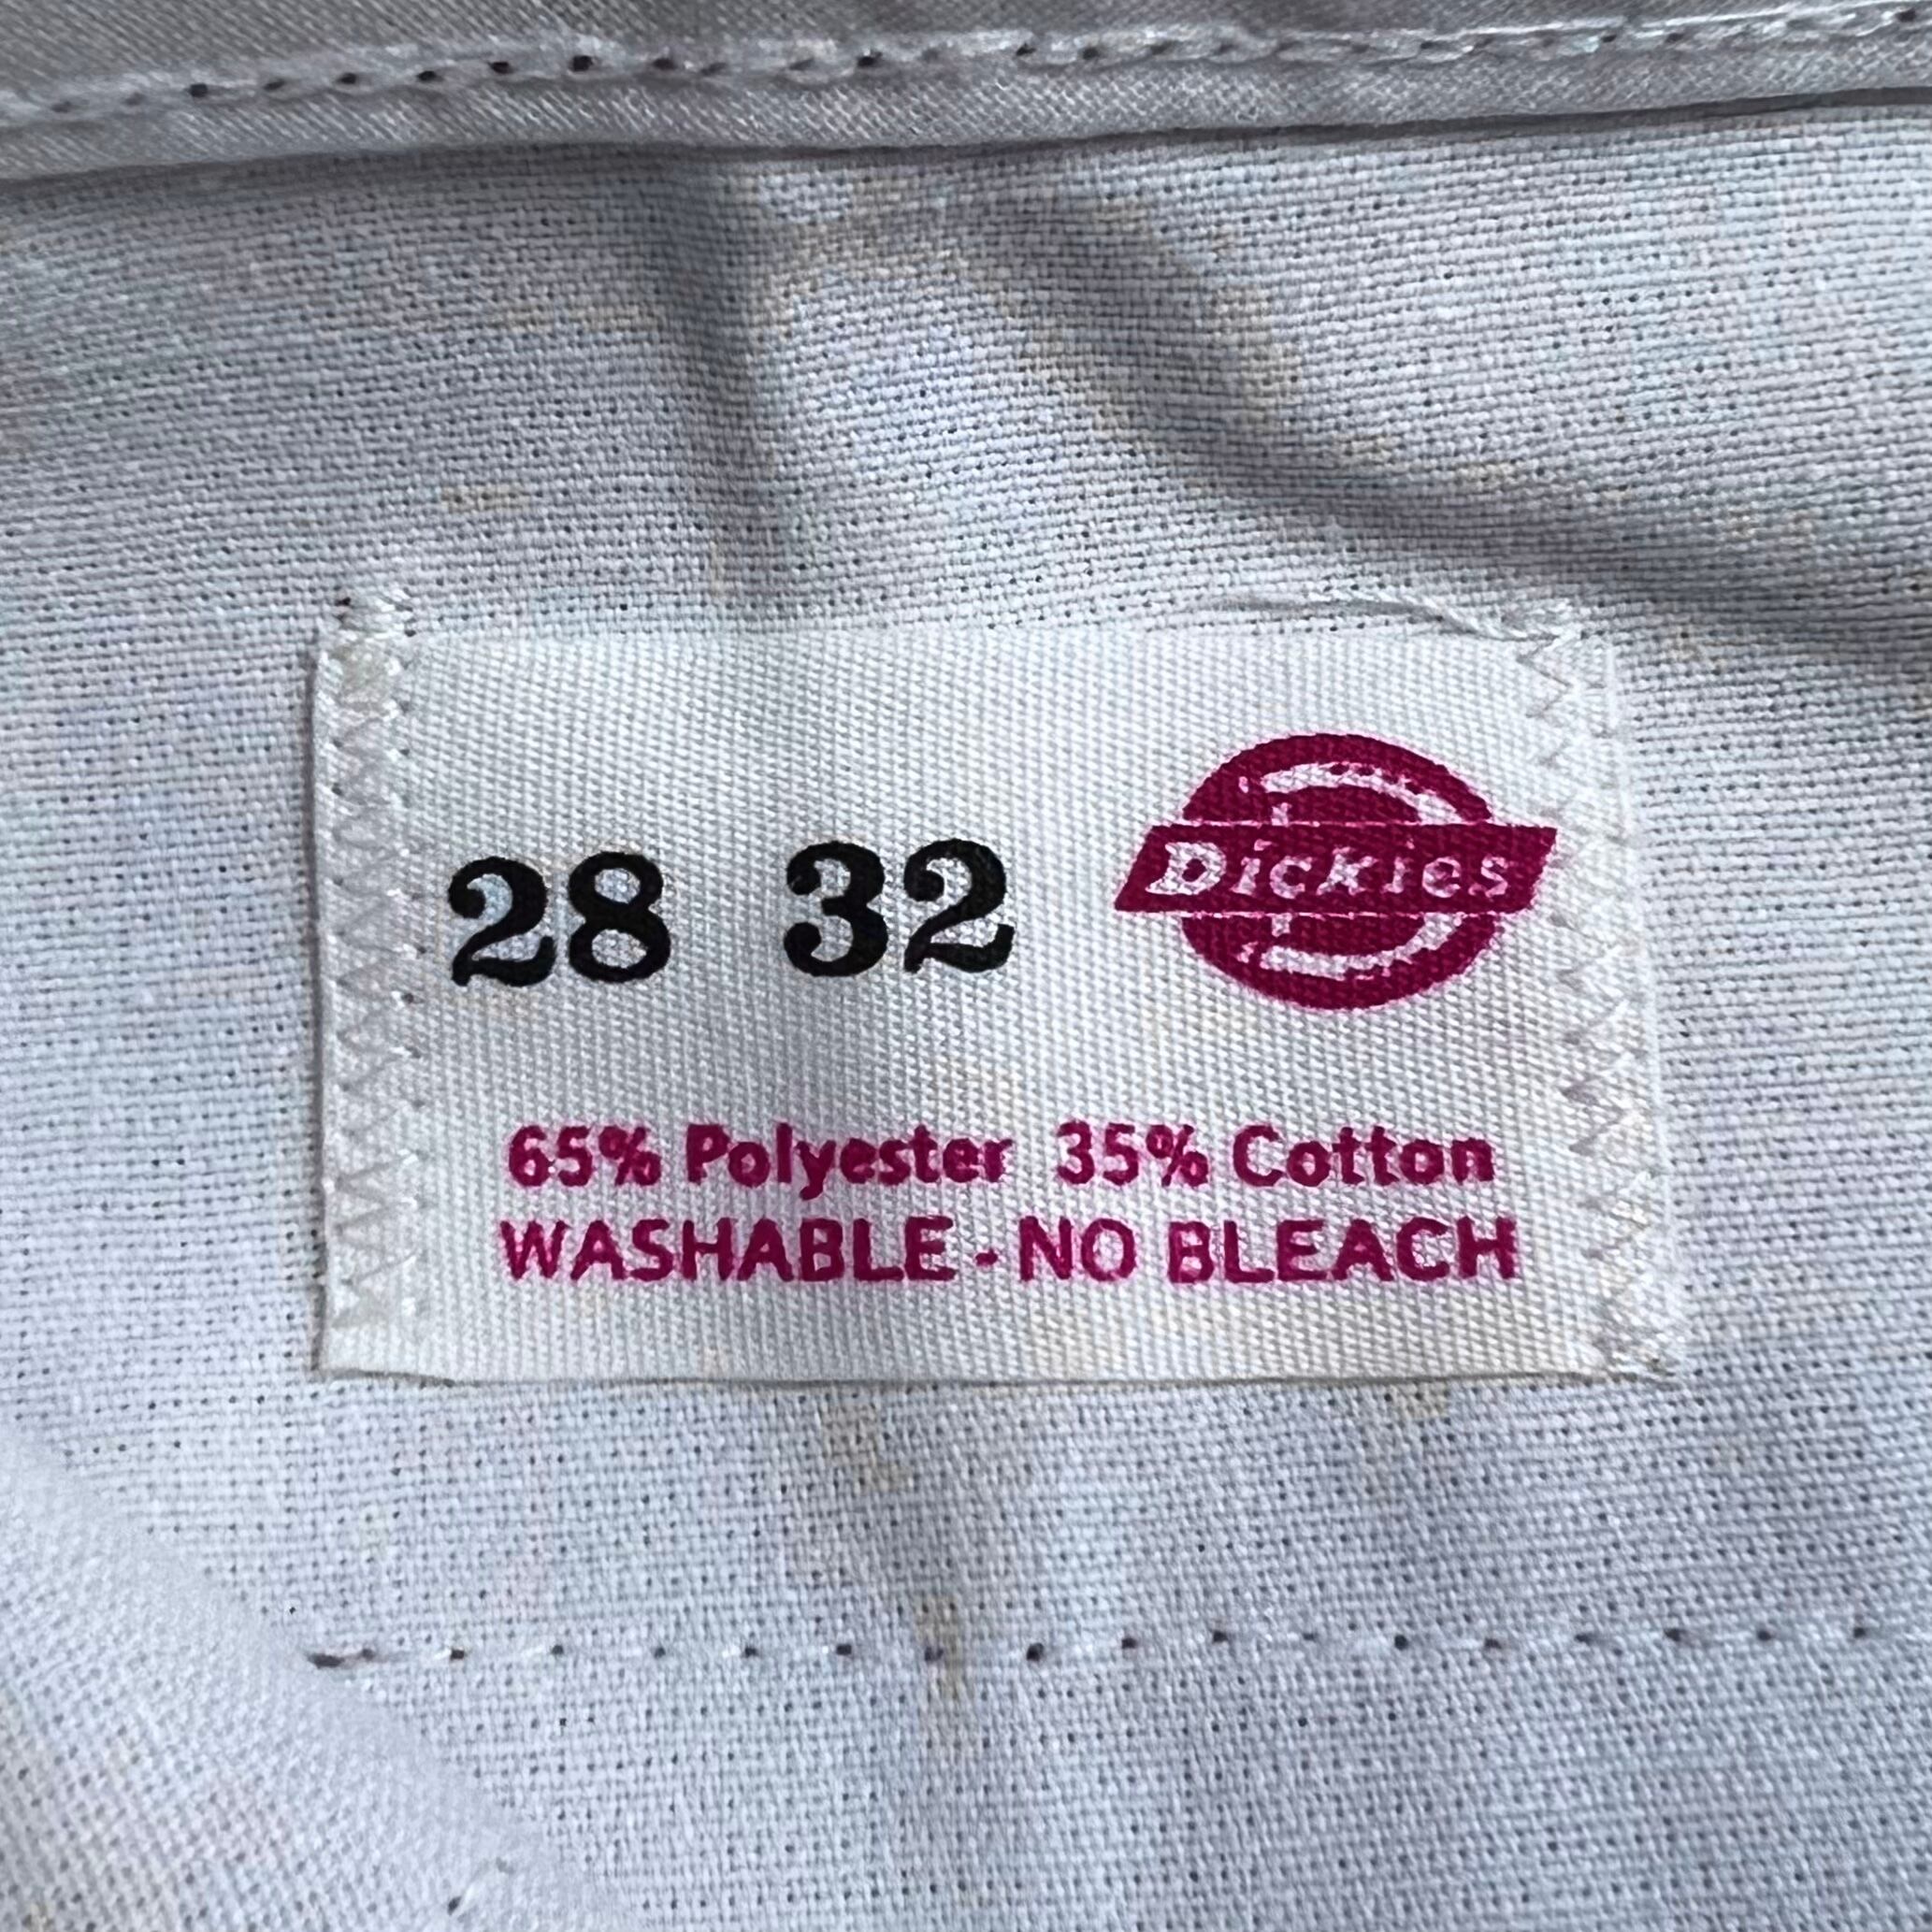 28 32 Dickies
65% Polyester 35% Cotton
WASHABLE - NO BLEACH